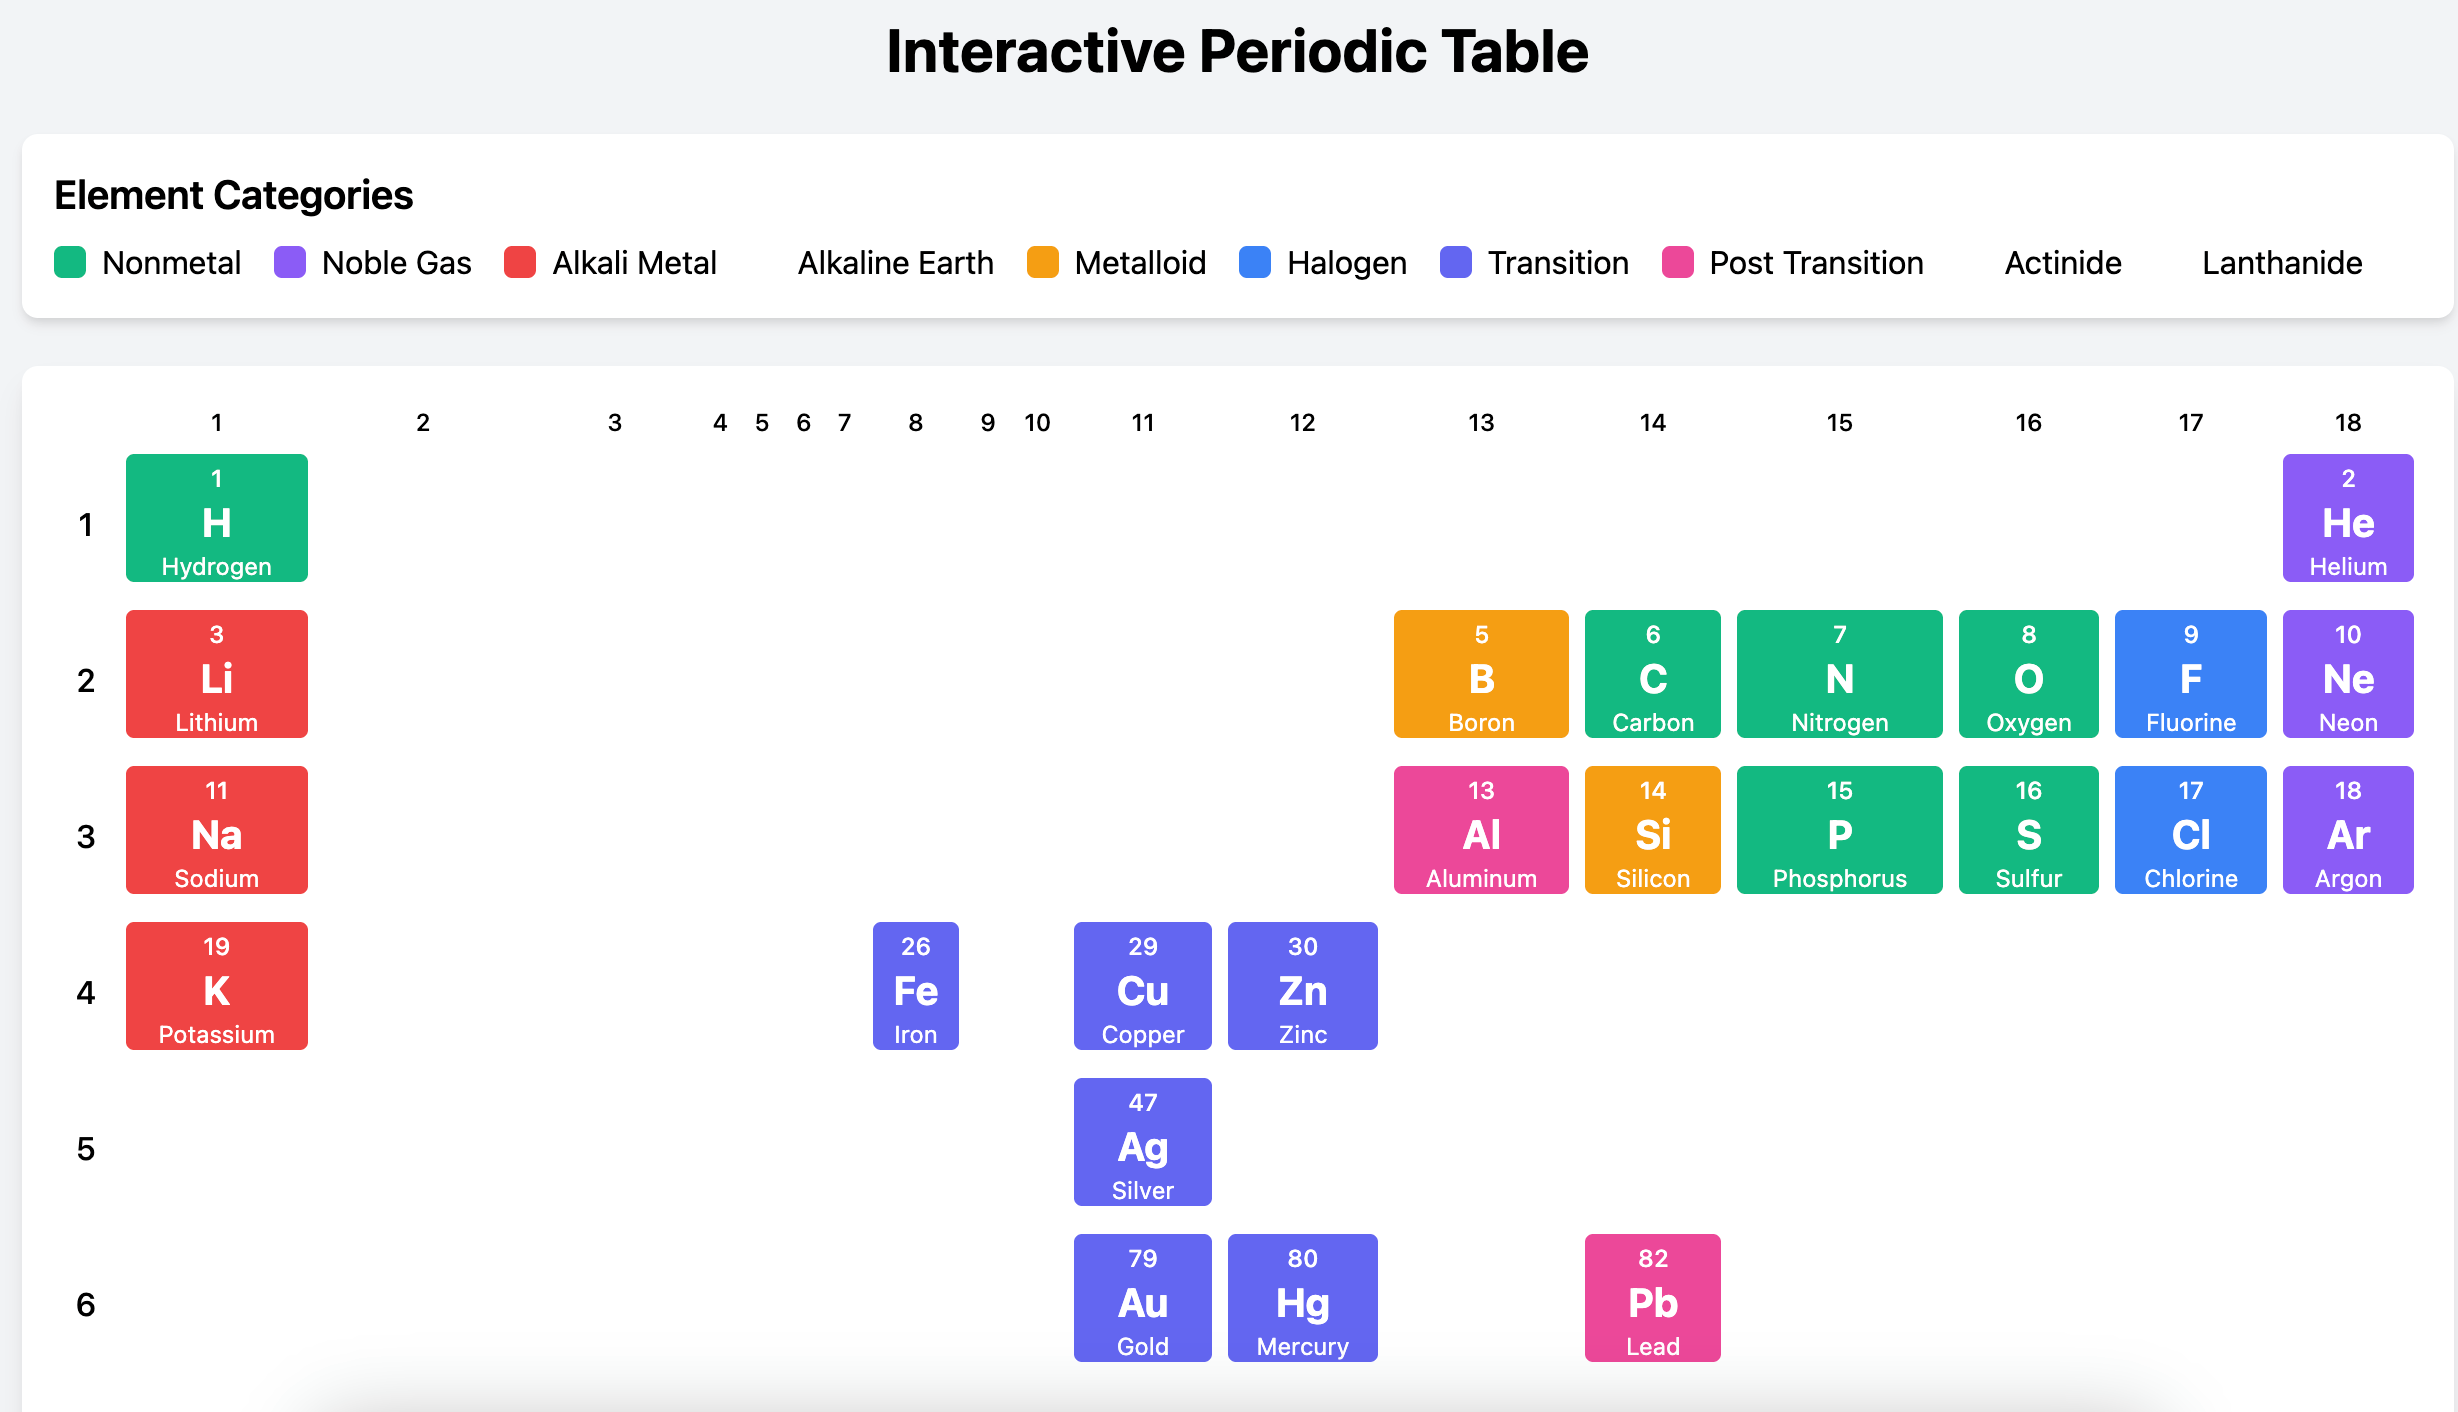 Interactive Periodic Table
Element Categories
Nonmetal Noble Gas Alkali Metal Alkaline Earth Metalloid Halogen Transition Post Transition Actinide Lanthanide
1 2 3 4 5 6 7 8 9 10 11 12 13 14 15 16 17 18
1
1 2
H He
Hydrogen Helium
2
3 5 6 7 8 9 10
Li B C N O F Ne
Lithium Boron Carbon Nitrogen Oxygen Fluorine Neon
3
11 13 14 15 16 17 18
Na Al Si P S Cl Ar
Sodium Aluminum Silicon Phosphorus Sulfur Chlorine Argon
4
19 26 29 30
K Fe Cu Zn
Potassium Iron Copper Zinc
5
47
Ag
Silver
6
79 80 82
Au Hg Pb
Gold Mercury Lead